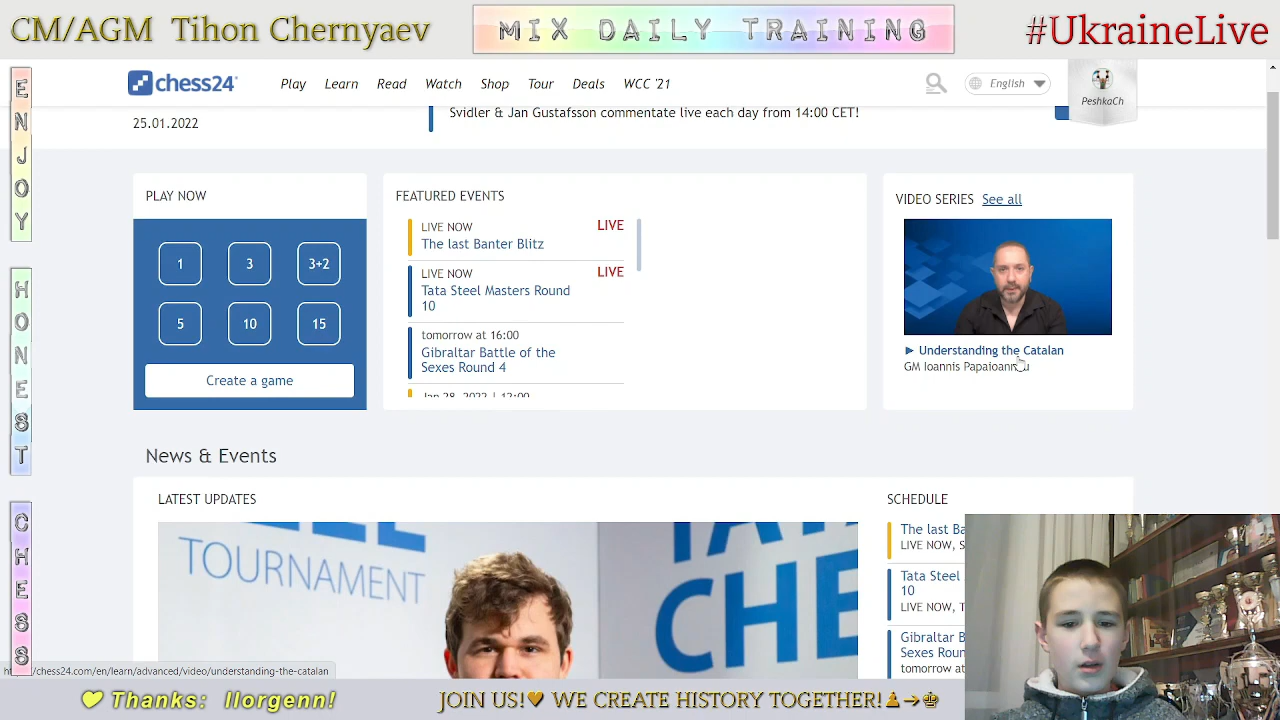 CM/AGM Tihon Chernyaev
MIX DAILY TRAINING
#UkraineLive
ENJOY
HONEST
CHESS
chess24
Play Learn Read Watch Shop Tour Deals WCC '21
English
PeshkaCh
25.01.2022
Svidler & Jan Gustafsson commentate live each day from 14:00 CET!
PLAY NOW
1 3 3+2
5 10 15
Create a game
FEATURED EVENTS
LIVE NOW LIVE
The last Banter Blitz
LIVE NOW LIVE
Tata Steel Masters Round
10
tomorrow at 16:00
Gibraltar Battle of the
Sexes Round 4
Jan 28, 2022 | 12:00
VIDEO SERIES See all
Understanding the Catalan
GM Ioannis
News & Events
LATEST UPDATES
TOURNAMENT
CHE
SCHEDULE
The last Ba
LIVE NOW, S
Tata Steel
10
LIVE NOW, T
Gibraltar B
Sexes Roun
tomorrow at
chess24.com/en/learn/advanced/video/understanding-the-catalan
Thanks: llorgenn!
JOIN US! WE CREATE HISTORY TOGETHER!